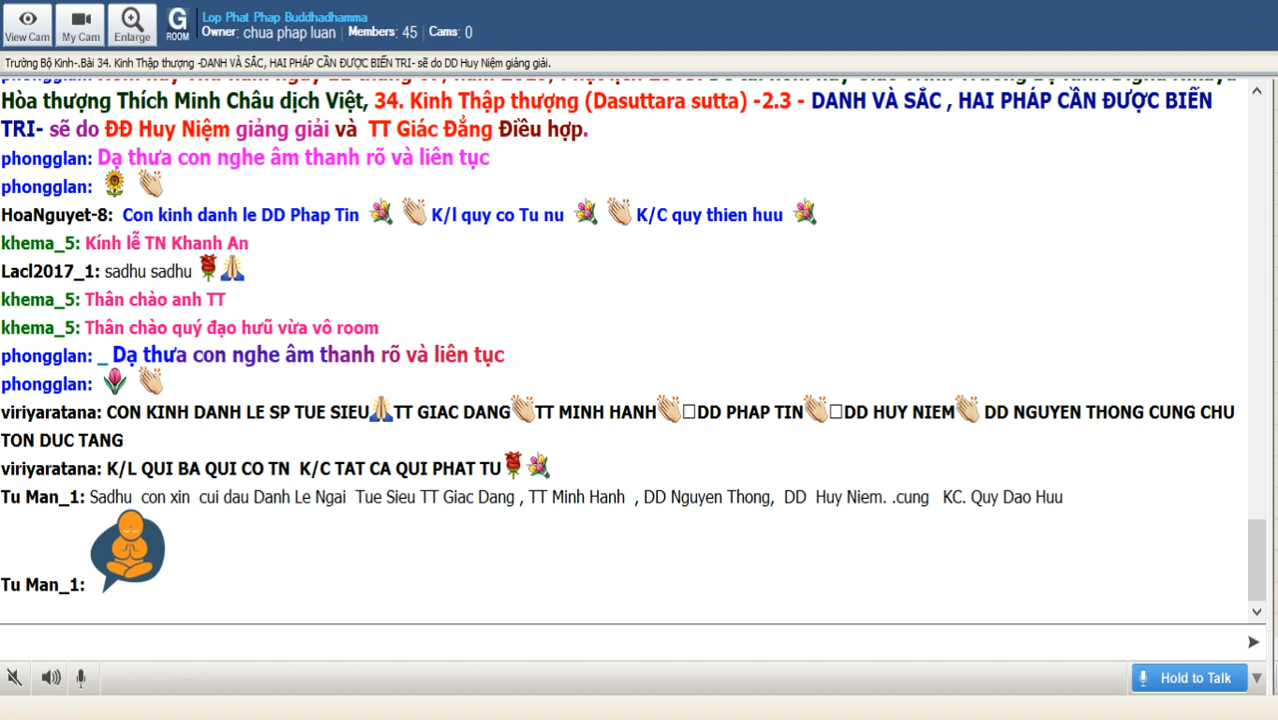 View Cam
My Cam
Enlarge
G
ROOM
Lop Phat Phap Buddhadhamma
Owner: chua phap luan | Members: 45 | Cams: 0
Trường Bộ Kinh-.Bài 34. Kinh Thập thượng -DANH VÀ SẮC, HAI PHÁP CẦN ĐƯỢC BIẾN TRI- sẽ do DD Huy Niệm giảng giải.
Hòa thượng Thích Minh Châu dịch Việt, 34. Kinh Thập thượng (Dasuttara sutta) -2.3 - DANH VÀ SẮC , HAI PHÁP CẦN ĐƯỢC BIẾN
TRI- sẽ do ĐĐ Huy Niệm giảng giải và TT Giác Đẳng Điều hợp.
phongglan: Dạ thưa con nghe âm thanh rõ và liên tục
phongglan:
HoaNguyet-8: Con kinh danh le DD Phap Tin K/l quy co Tu nu K/C quy thien huu
khema_5: Kính lễ TN Khanh An
Lacl2017_1: sadhu sadhu
khema_5: Thân chào anh TT
khema_5: Thân chào quý đạo hưũ vừa vô room
phongglan: _ Dạ thưa con nghe âm thanh rõ và liên tục
phongglan:
viriyaratana: CON KINH DANH LE SP TUE SIEU TT GIAC DANG TT MINH HANH DD PHAP TIN DD HUY NIEM DD NGUYEN THONG CUNG CHU
TON DUC TANG
viriyaratana: K/L QUI BA QUI CO TN K/C TAT CA QUI PHAT TU
Tu Man_1: Sadhu con xin cui dau Danh Le Ngai Tue Sieu TT Giac Dang , TT Minh Hanh , DD Nguyen Thong, DD Huy Niem. .cung KC. Quy Dao Huu
Tu Man_1:
Hold to Talk